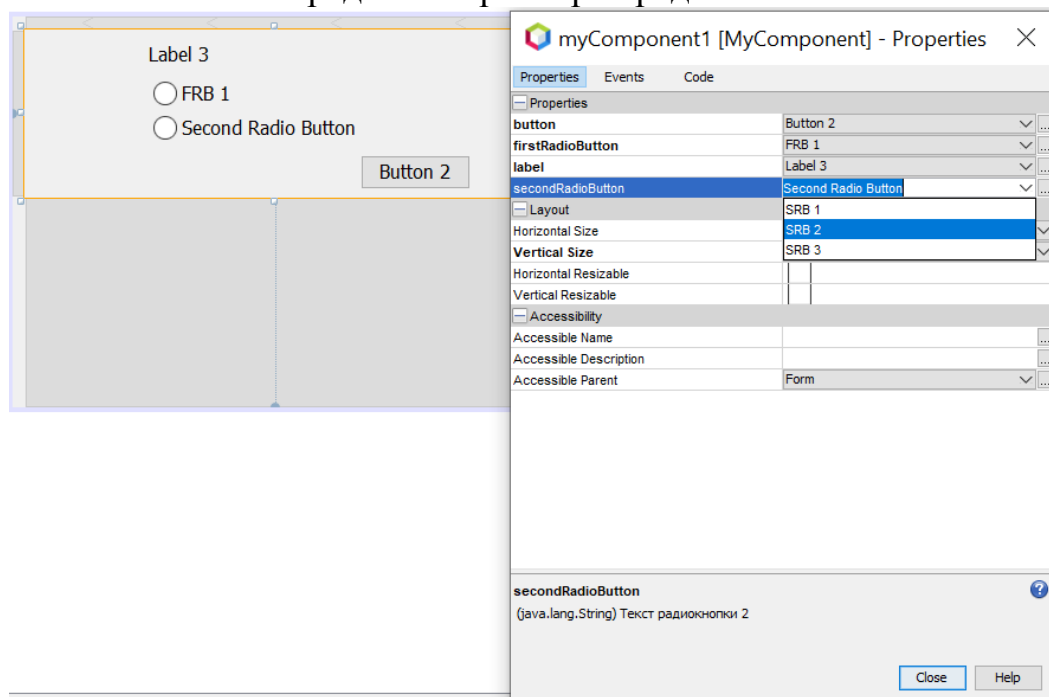 Label 3
FRB 1
Second Radio Button
Button 2
myComponent1 [MyComponent] - Properties
Properties Events Code
Properties
button Button 2 ...
firstRadioButton FRB 1 ...
label Label 3 ...
secondRadioButton Second Radio Button ...
Layout SRB 1
Horizontal Size SRB 2
Vertical Size SRB 3
Horizontal Resizable
Vertical Resizable
Accessibility
Accessible Name ...
Accessible Description ...
Accessible Parent Form ...
secondRadioButton
(java.lang.String) Текст радиокнопки 2
Close Help